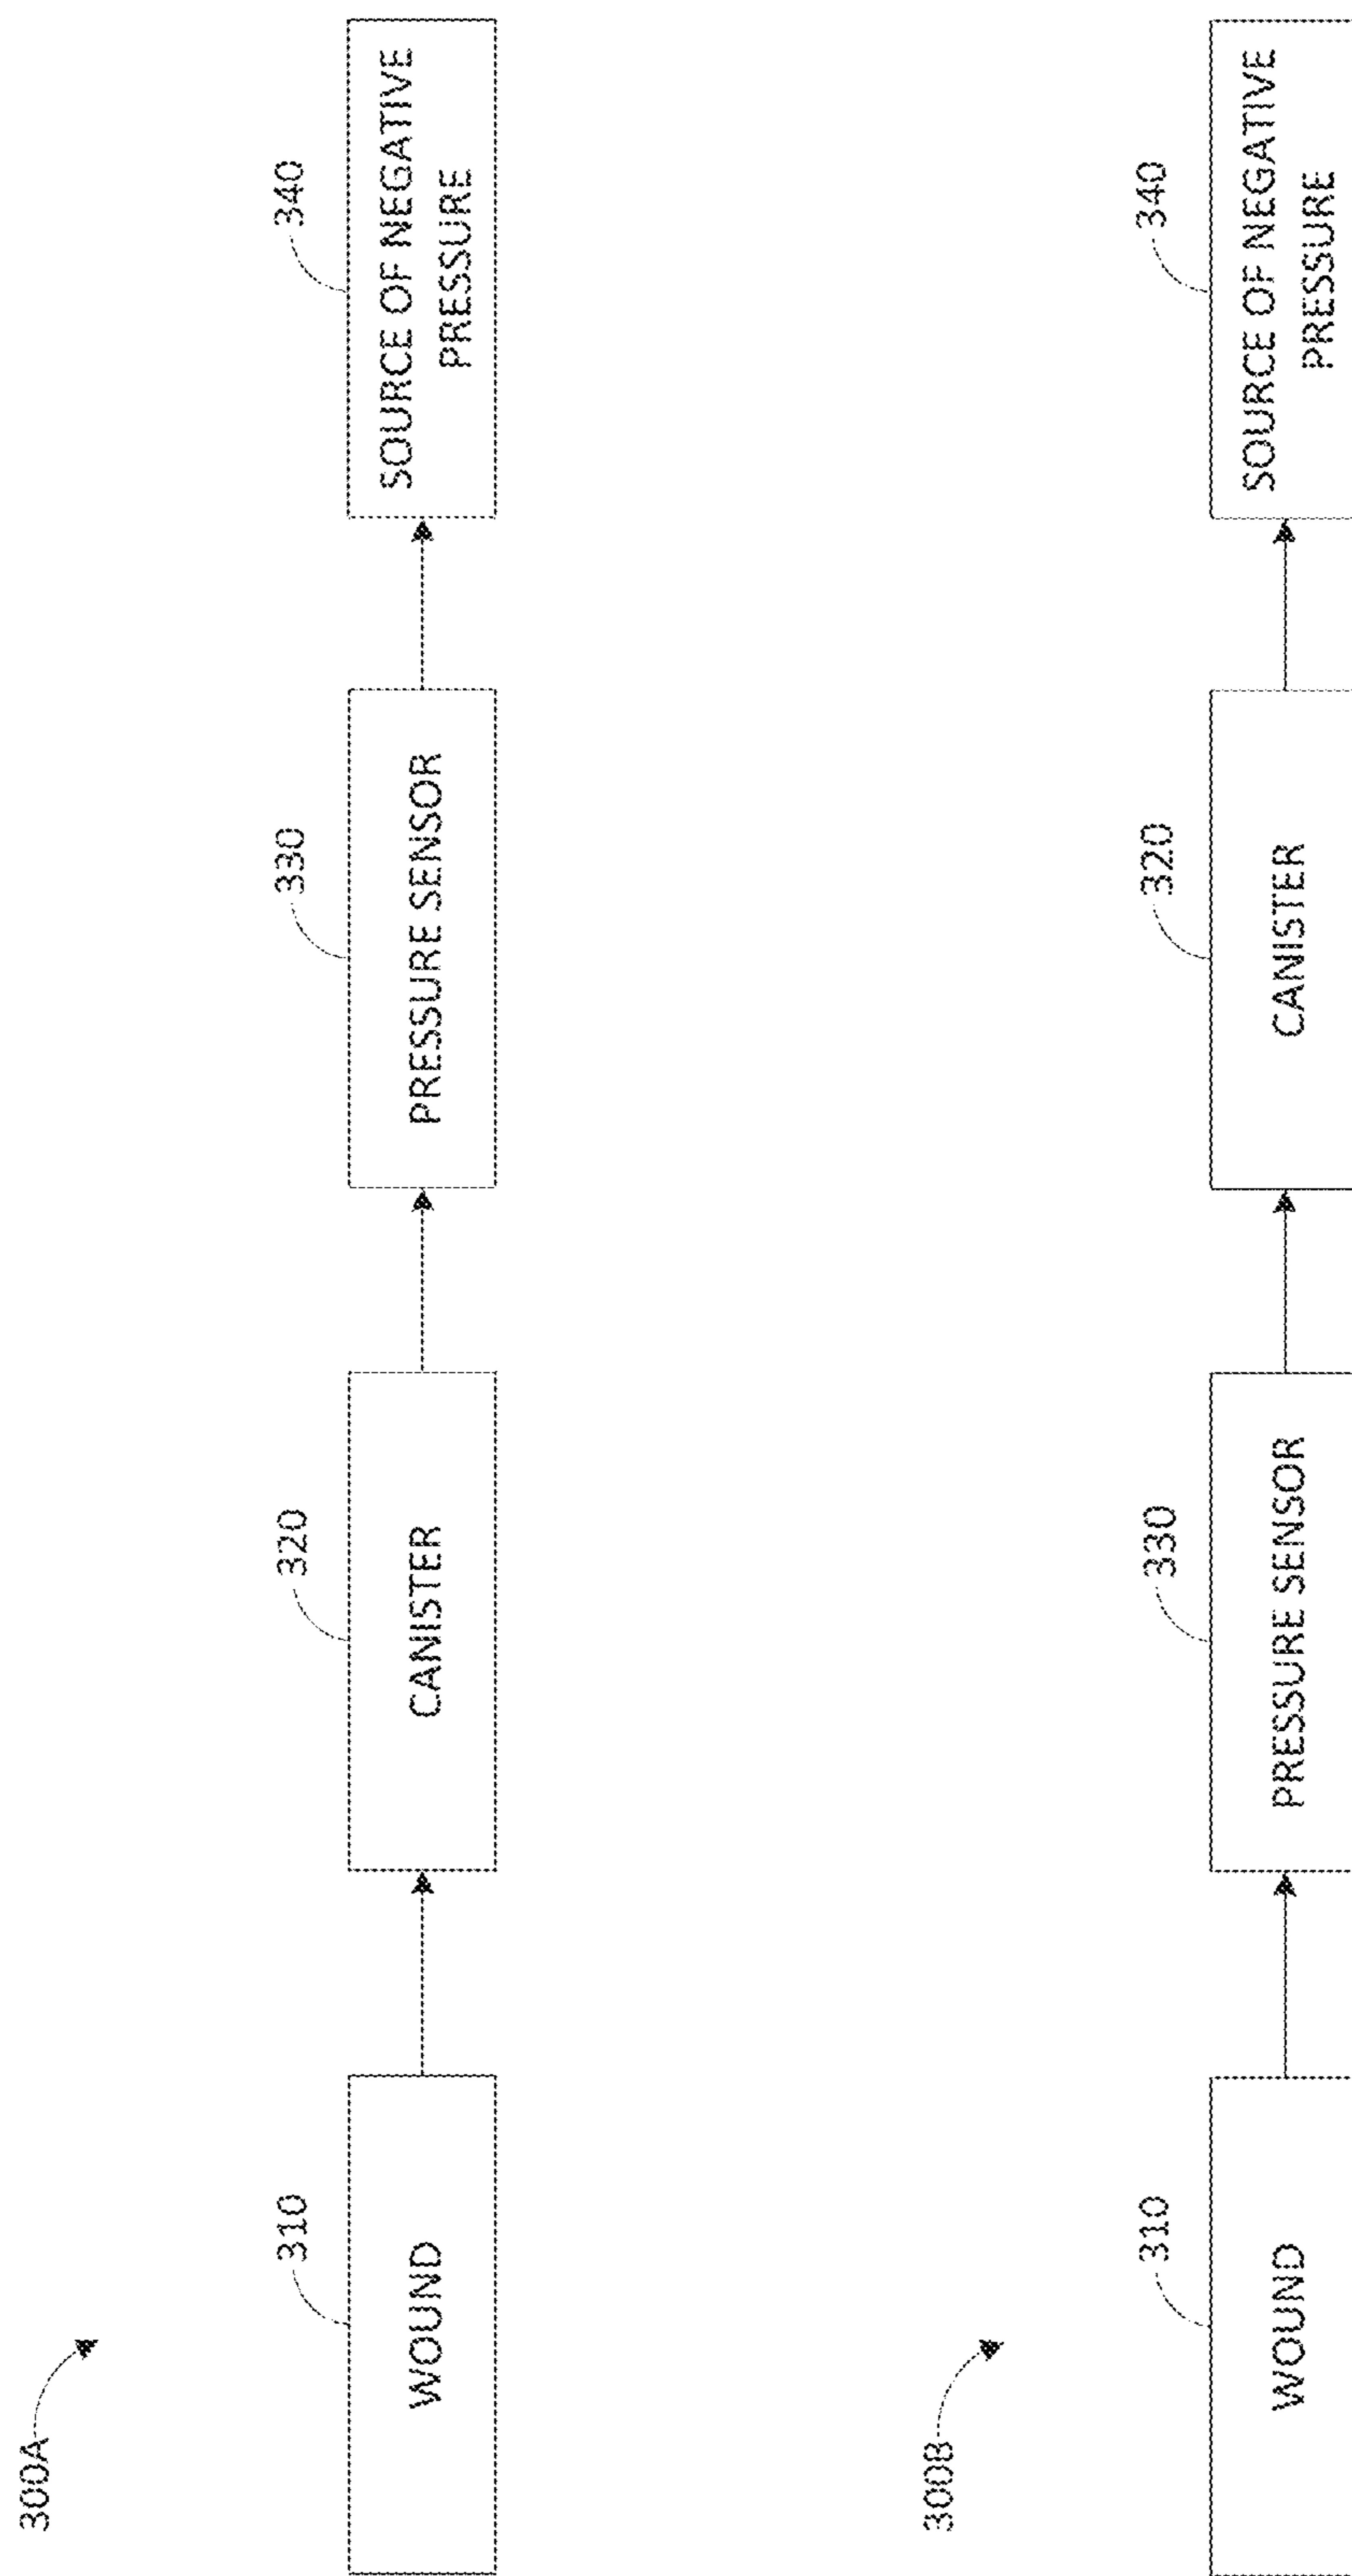 300A
310
WOUND
320
CANISTER
330
PRESSURE SENSOR
340
SOURCE OF NEGATIVE
PRESSURE
300B
310
WOUND
330
PRESSURE SENSOR
320
CANISTER
340
SOURCE OF NEGATIVE
PRESSURE